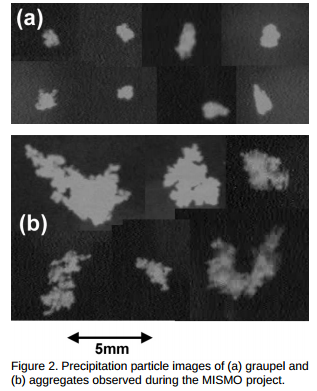 (a)
(b)
5mm
Figure 2. Precipitation particle images of (a) graupel and
(b) aggregates observed during the MISMO project.